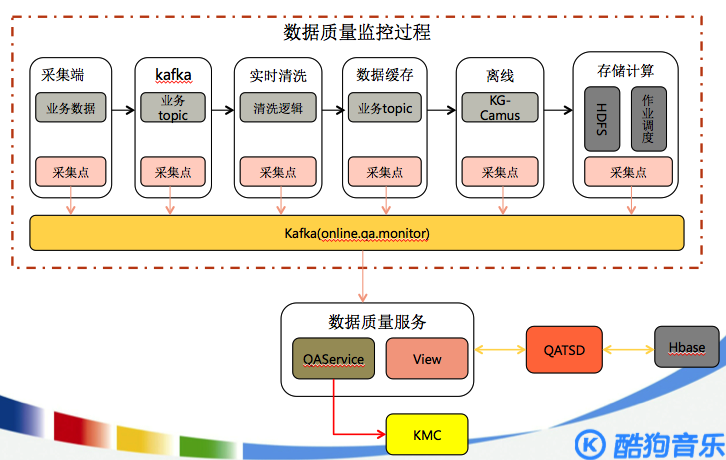 数据质量监控过程
采集端
kafka
实时清洗
数据缓存
离线
存储计算
业务数据
业务
topic
清洗逻辑
业务topic
KG-
Camus
HDFS
作业调度
采集点
采集点
采集点
采集点
采集点
采集点
Kafka(online.qa.monitor)
数据质量服务
QAService
View
QATSD
Hbase
KMC
K 酷狗音乐